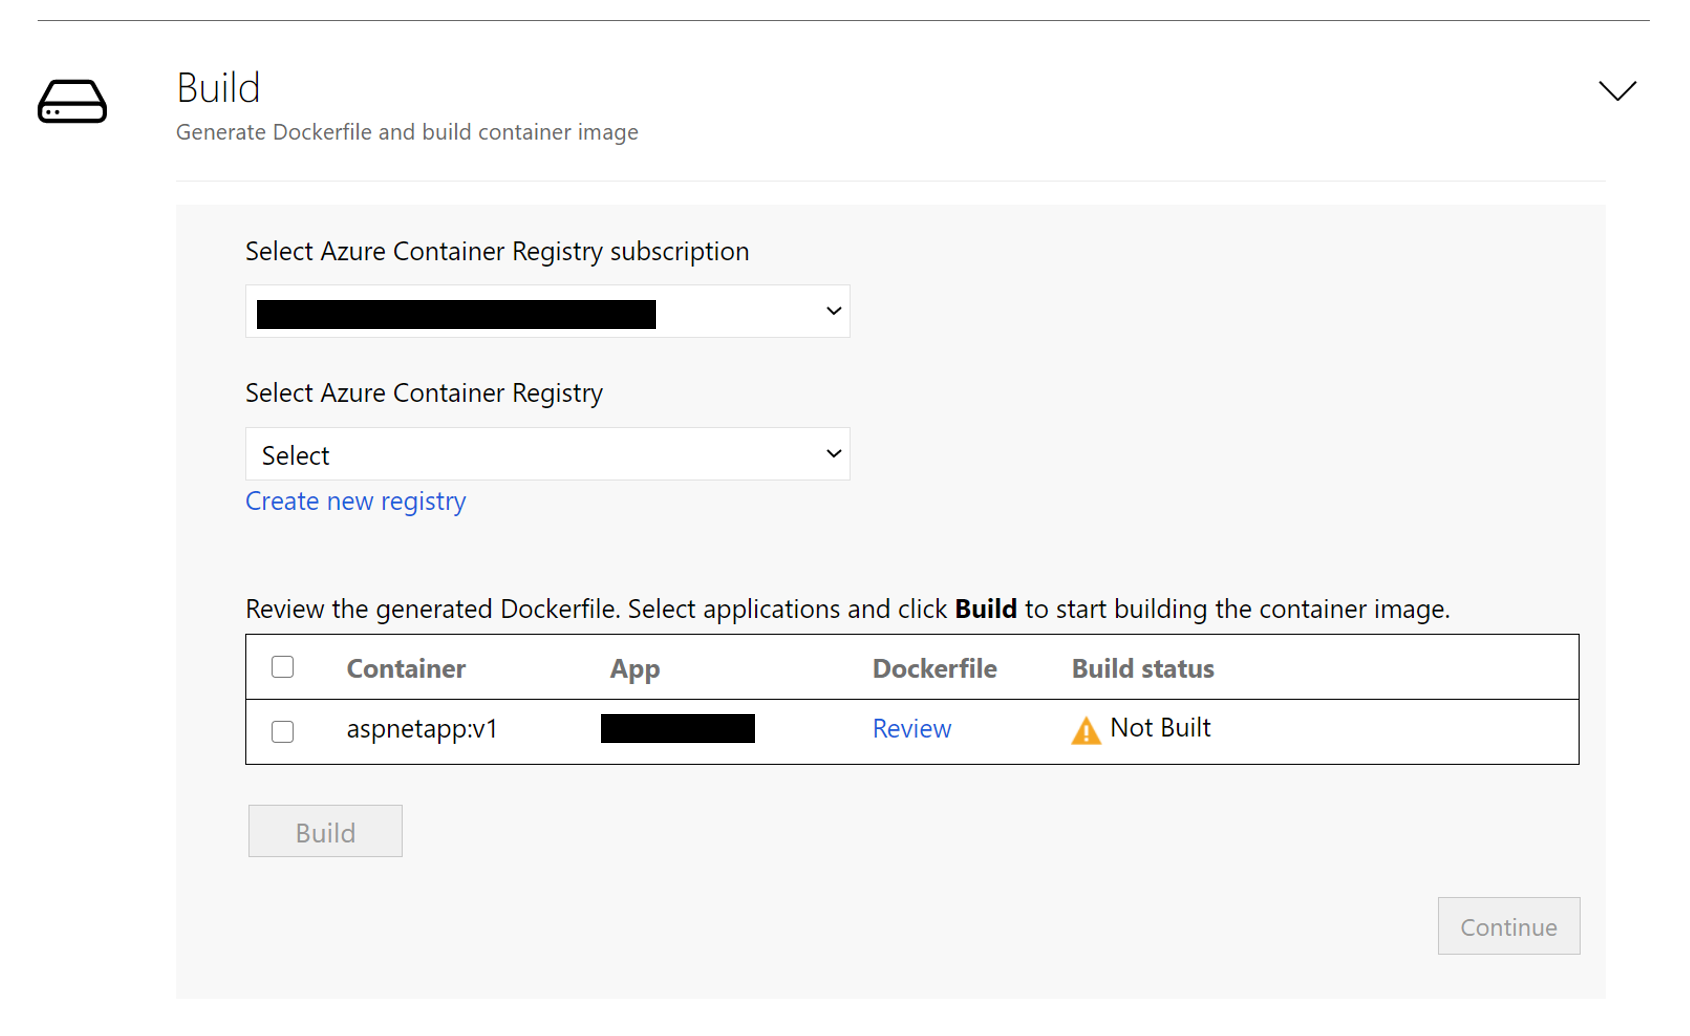 Build
Generate Dockerfile and build container image
Select Azure Container Registry subscription
Select Azure Container Registry
Select
Create new registry
Review the generated Dockerfile. Select applications and click Build to start building the container image.
Container App Dockerfile Build status
aspnetapp:v1 Review Not Built
Build
Continue